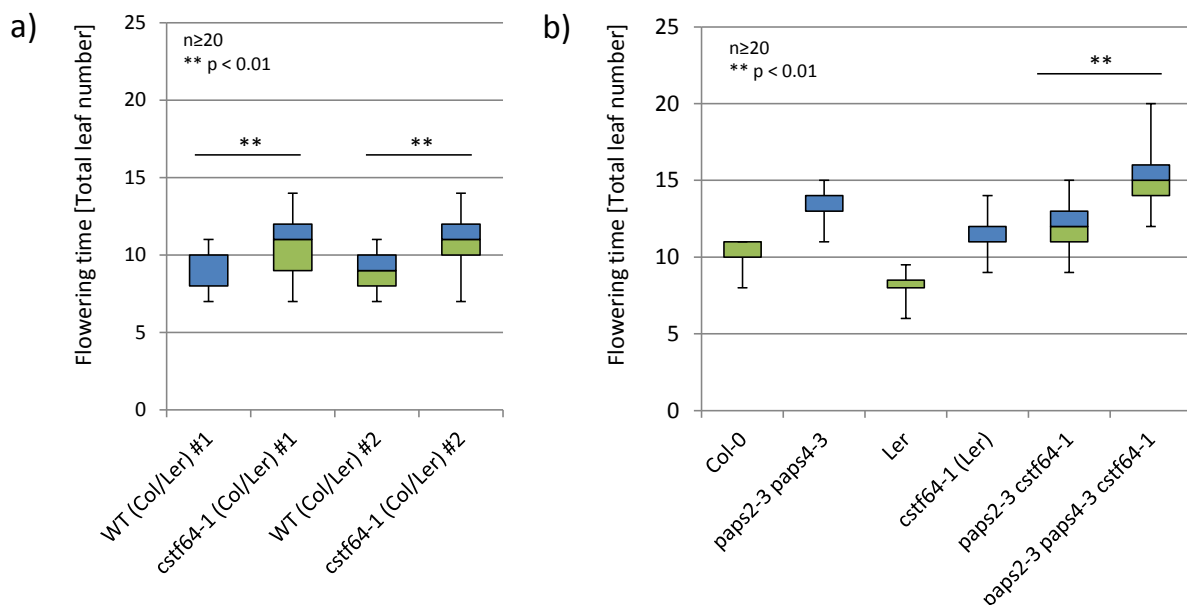 a)
Flowering time [Total leaf number]
25
20
15
10
5
0
n≥20
** p < 0.01
**
**
WT (Col/Ler) #1
cstf64-1 (Col/Ler) #1
WT (Col/Ler) #2
cstf64-1 (Col/Ler) #2
b)
Flowering time [Total leaf number]
25
20
15
10
5
0
n≥20
** p < 0.01
**
Col-0
paps2-3 paps4-3
Ler
cstf64-1 (Ler)
paps2-3 cstf64-1
paps2-3 paps4-3 cstf64-1